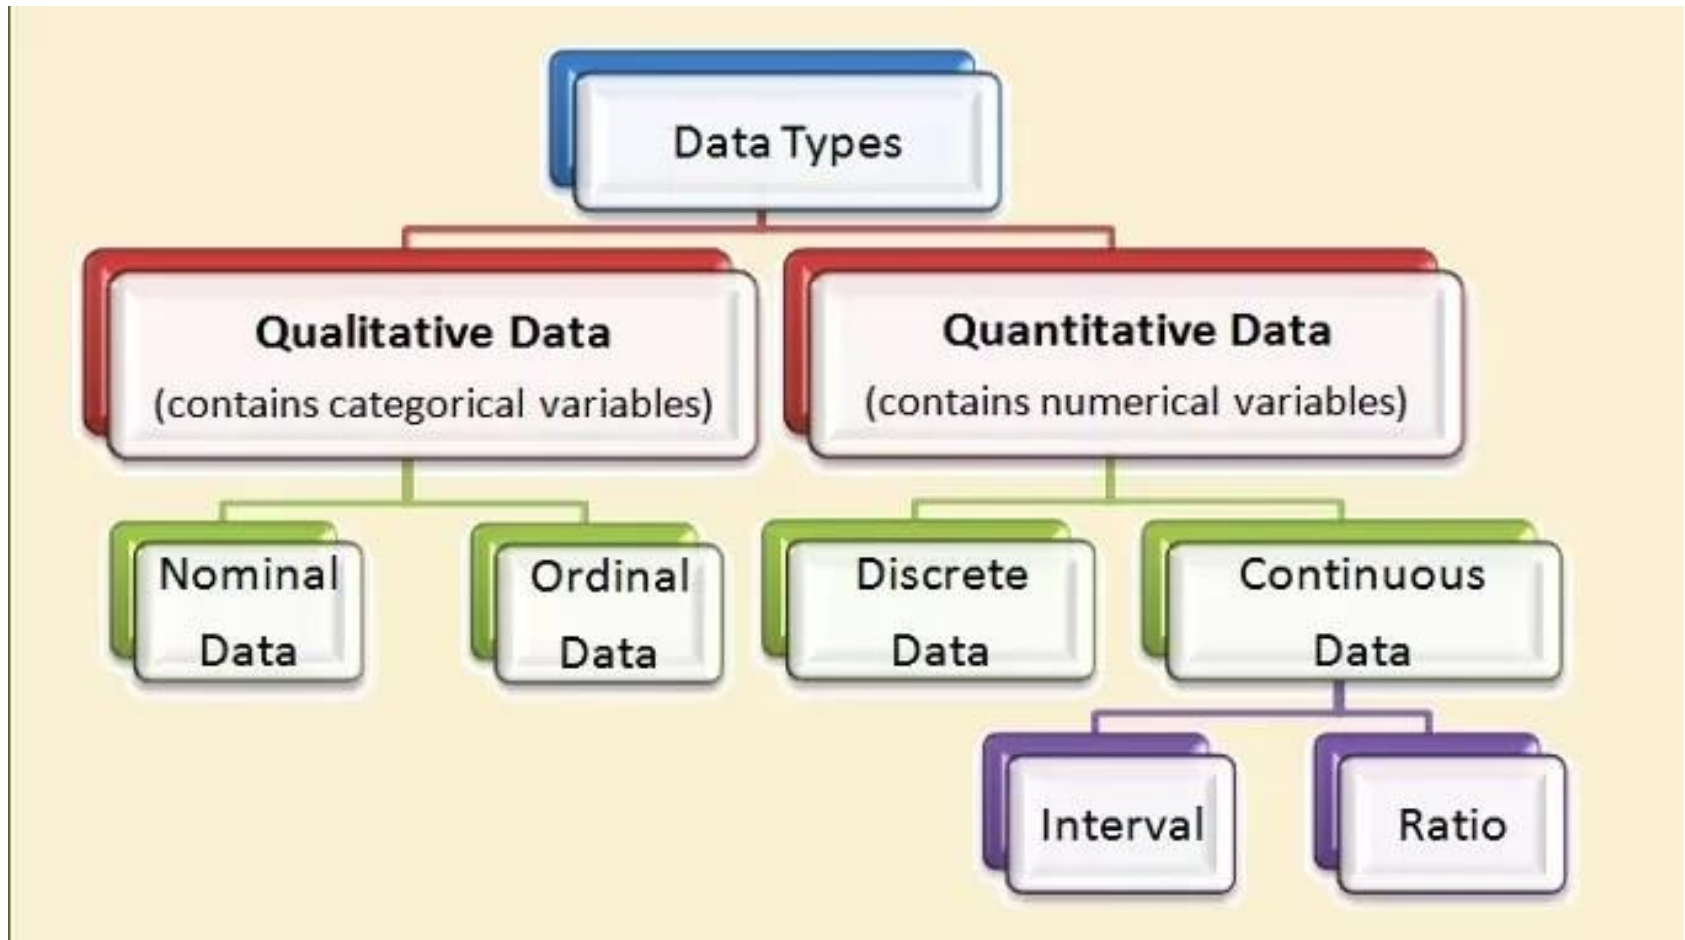 Data Types
Qualitative Data
(contains categorical variables)
Quantitative Data
(contains numerical variables)
Nominal
Data
Ordinal
Data
Discrete
Data
Continuous
Data
Interval
Ratio